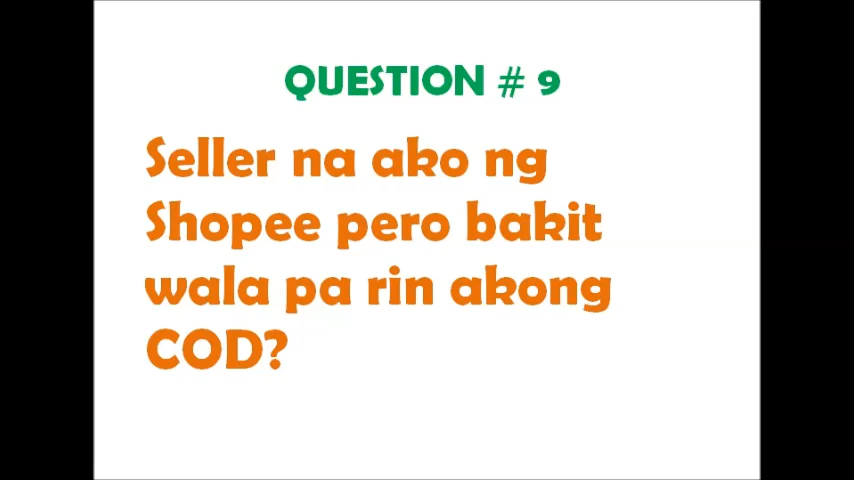 QUESTION # 9
Seller na ako ng
Shopee pero bakit
wala pa rin akong
COD?